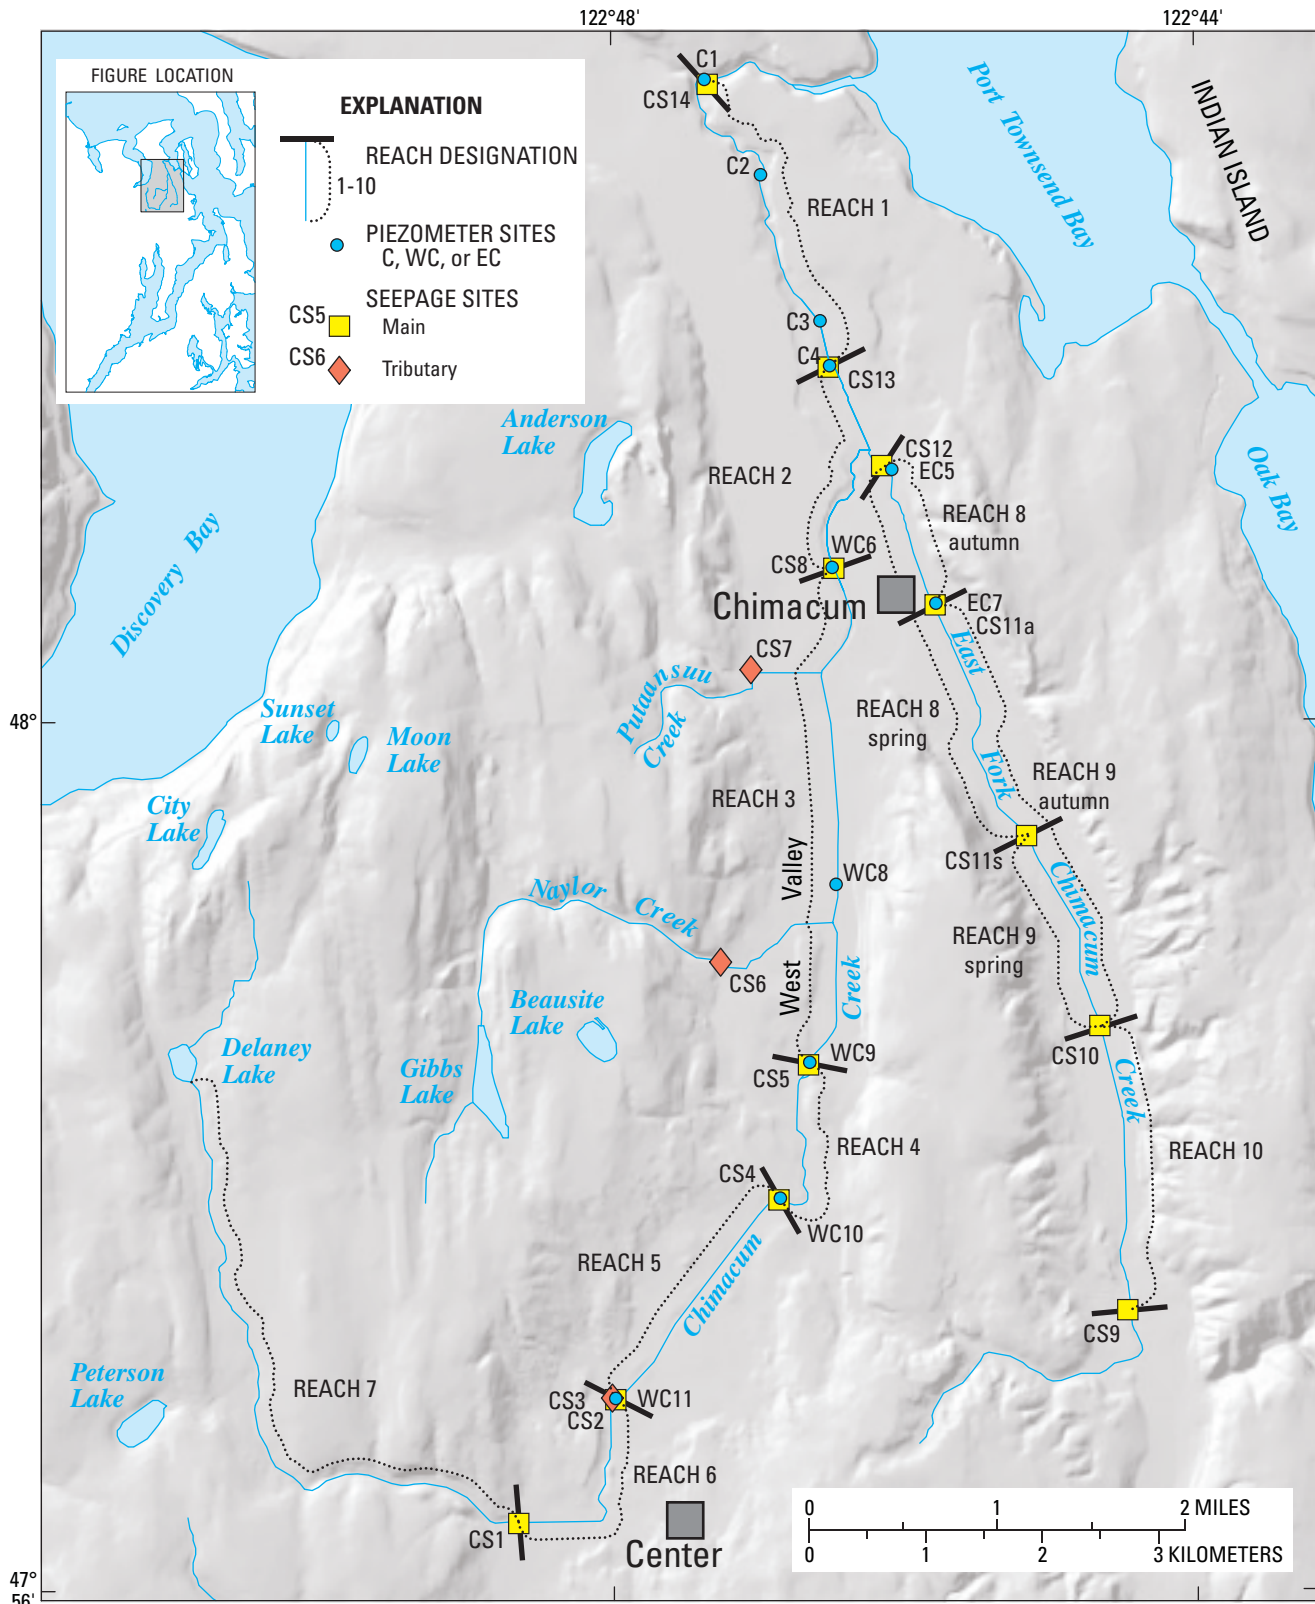 122°48'
122°44'
FIGURE LOCATION
EXPLANATION
REACH DESIGNATION
1-10
PIEZOMETER SITES
C, WC, or EC
SEEPAGE SITES
CS5
Main
CS6
Tributary
C1
CS14
C2
REACH 1
Port Townsend Bay
INDIAN ISLAND
C3
C4
CS13
Anderson
Lake
CS12
EC5
REACH 2
Oak Bay
REACH 8
autumn
Discovery Bay
WC6
CS8
Chimacum
EC7
CS11a
East
CS7
Putaansuu
Creek
Sunset
Lake
Moon
Lake
48°
REACH 8
spring
Fork
REACH 9
autumn
City
Lake
REACH 3
Valley
CS11s
WC8
Chimacum
Naylor
Creek
REACH 9
spring
CS6
West
Creek
Beausite
Lake
Delaney
Lake
Gibbs
Lake
WC9
CS5
CS10
Creek
REACH 4
REACH 10
CS4
WC10
REACH 5
Chimacum
CS9
Peterson
Lake
REACH 7
CS3
WC11
CS2
REACH 6
CS1
Center
0 1 2 MILES
0 1 2 3 KILOMETERS
47°
56'